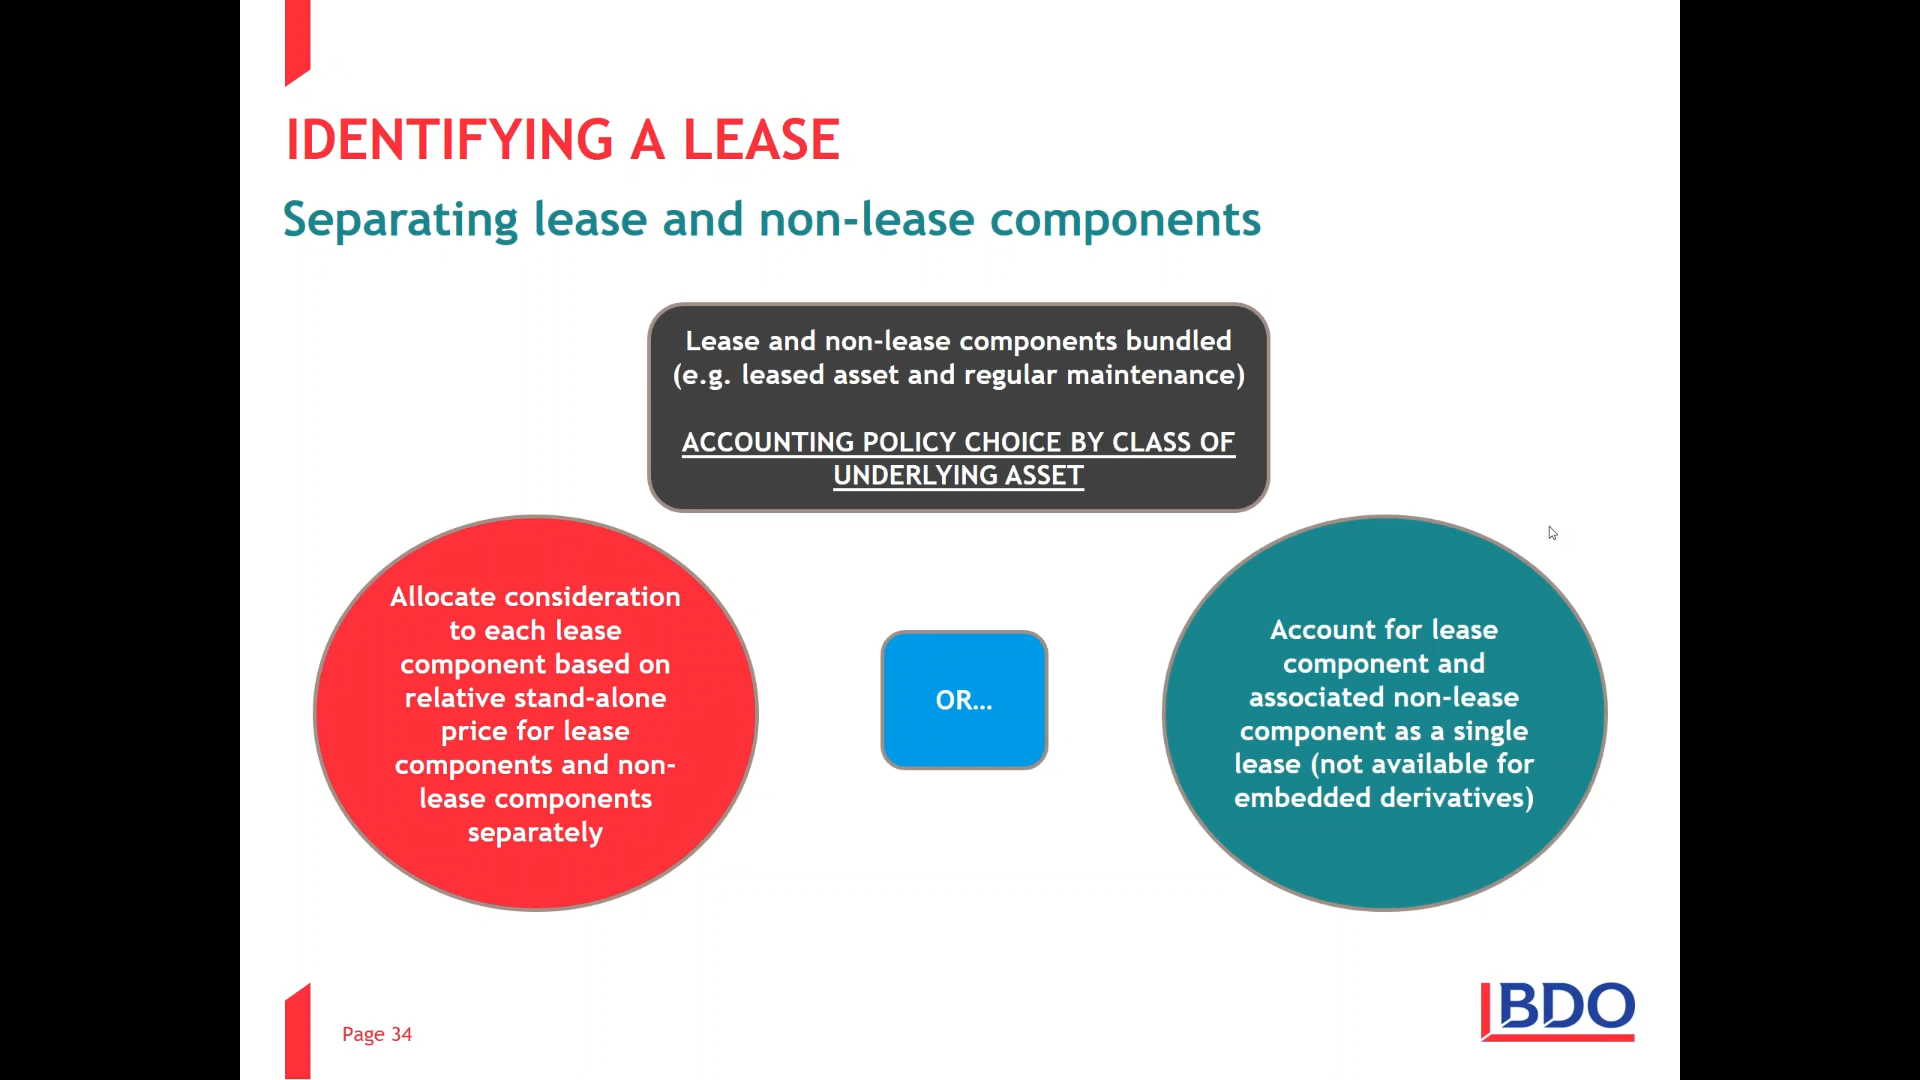 IDENTIFYING A LEASE
Separating lease and non-lease components
Lease and non-lease components bundled
(e.g. leased asset and regular maintenance)
ACCOUNTING POLICY CHOICE BY CLASS OF
UNDERLYING ASSET
Allocate consideration
to each lease
component based on
relative stand-alone
price for lease
components and non-
lease components
separately
OR...
Account for lease
component and
associated non-lease
component as a single
lease (not available for
embedded derivatives)
Page 34
BDO